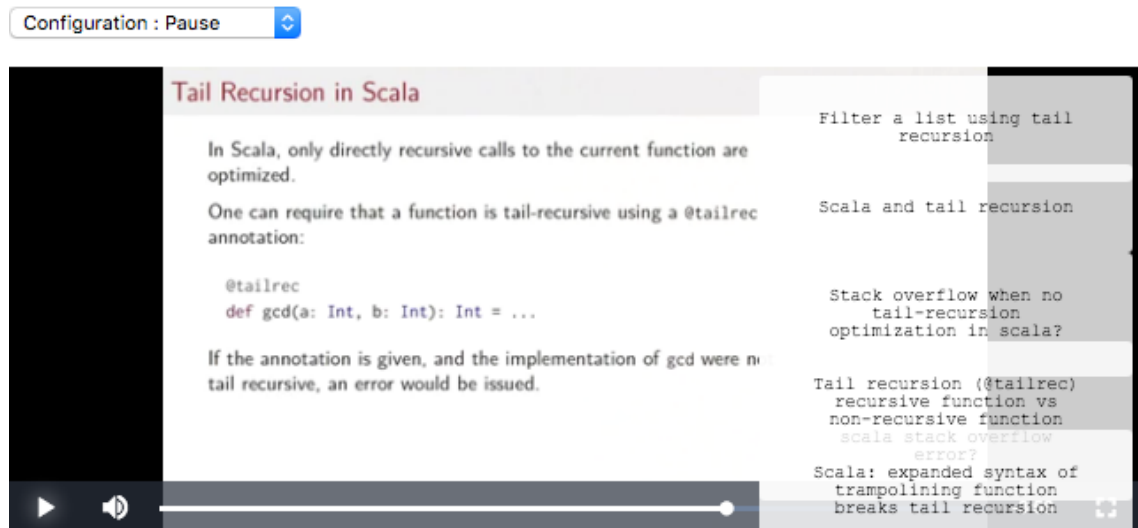 Configuration : Pause
Tail Recursion in Scala
In Scala, only directly recursive calls to the current function are
optimized.
One can require that a function is tail-recursive using a @tailrec
annotation:
@tailrec
def gcd(a: Int, b: Int): Int = ...
If the annotation is given, and the implementation of gcd were no
tail recursive, an error would be issued.
Filter a list using tail
recursion
Scala and tail recursion
Stack overflow when no
tail-recursion
optimization in scala?
Tail recursion (@tailrec)
recursive function vs
non-recursive function
scala stack overflow
error?
Scala: expanded syntax of
trampolining function
breaks tail recursion